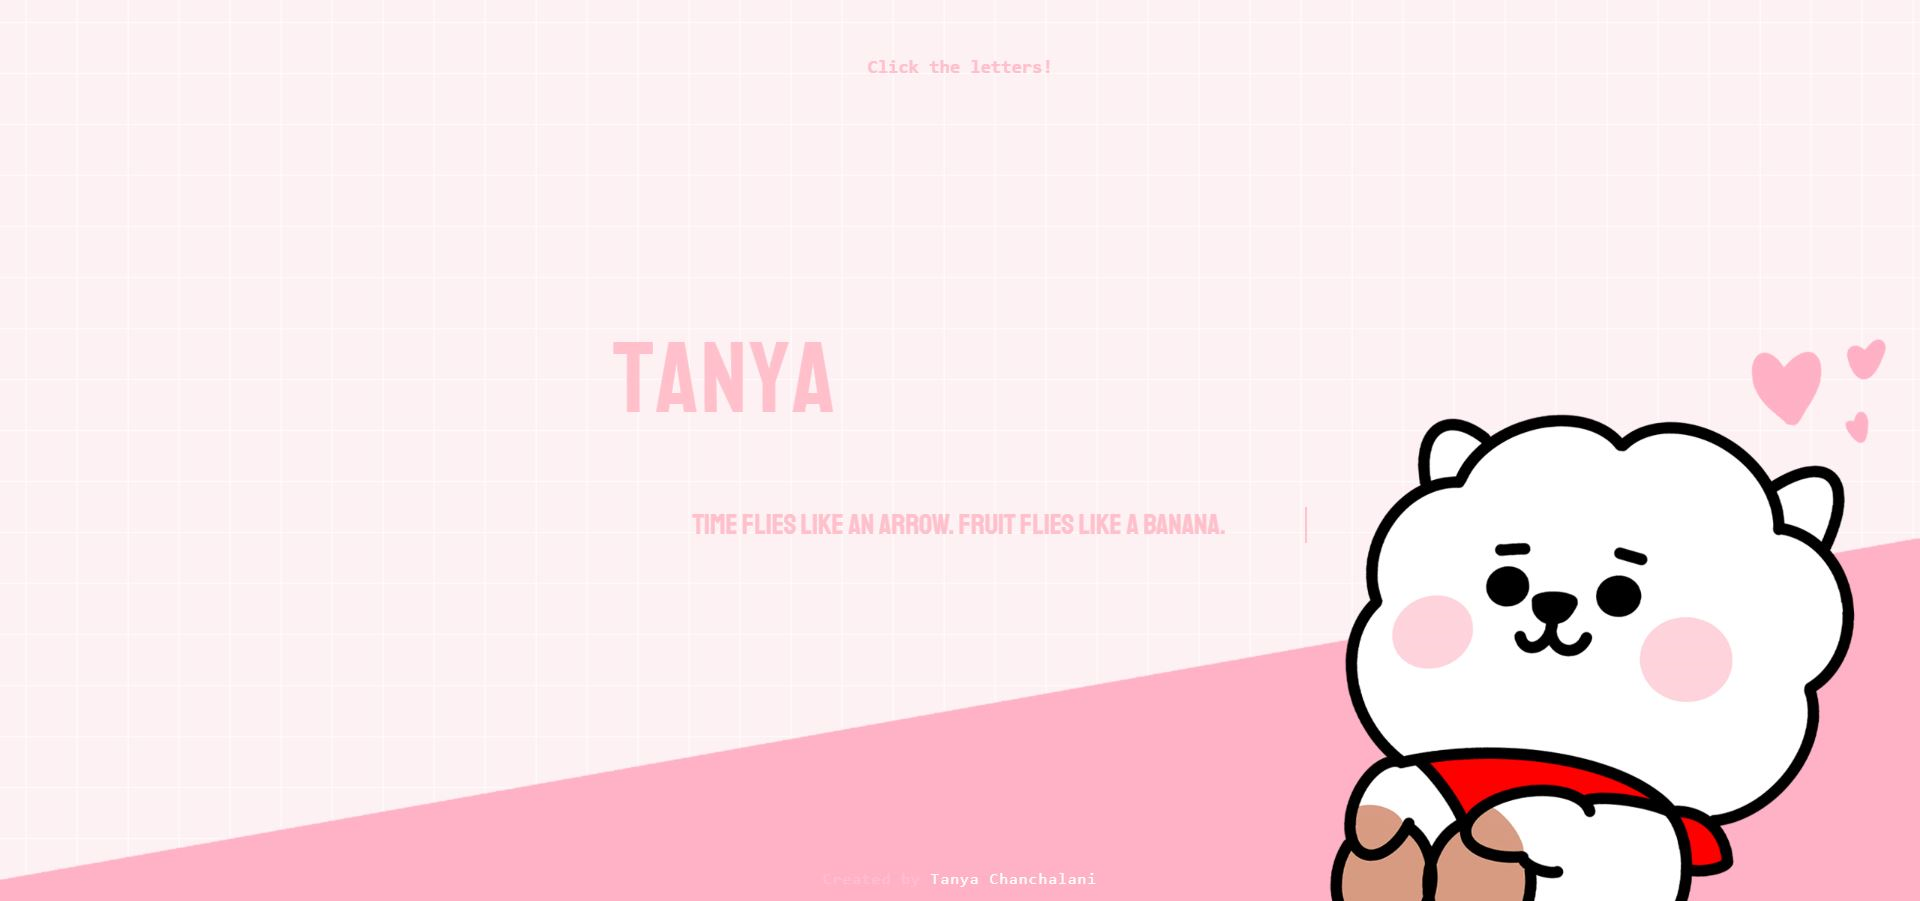 Click the letters!
TANYA
TIME FLIES LIKE AN ARROW. FRUIT FLIES LIKE A BANANA.
Created by Tanya Chanchalani